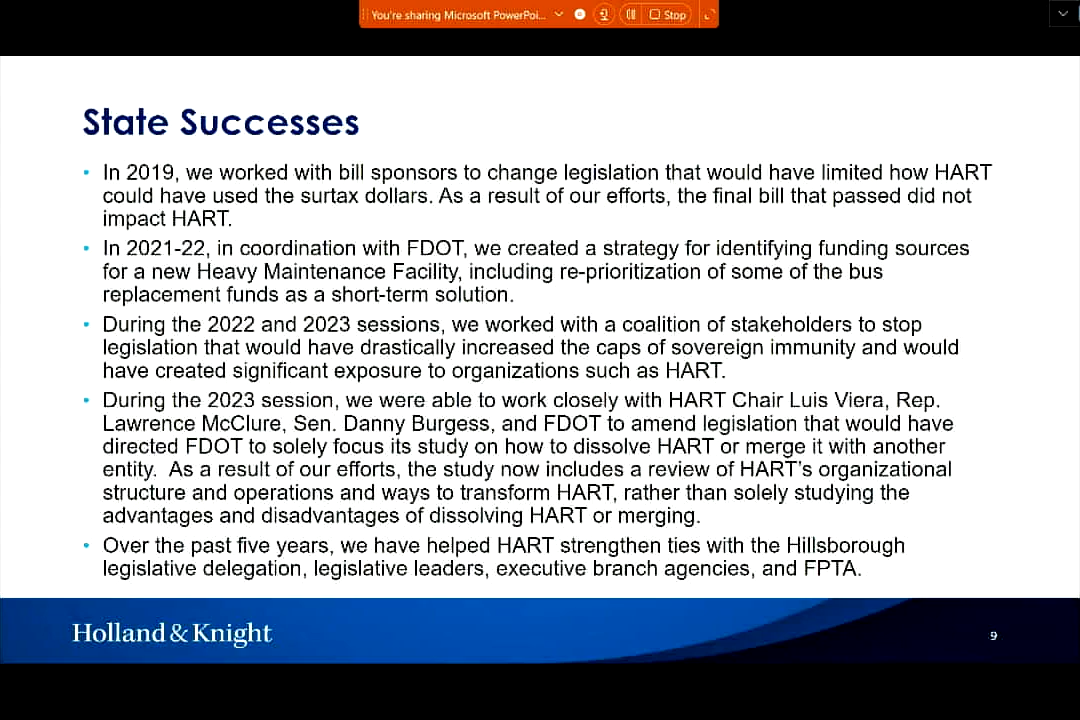 You're sharing Microsoft PowerPoi...
Stop
State Successes
• In 2019, we worked with bill sponsors to change legislation that would have limited how HART
could have used the surtax dollars. As a result of our efforts, the final bill that passed did not
impact HART.
• In 2021-22, in coordination with FDOT, we created a strategy for identifying funding sources
for a new Heavy Maintenance Facility, including re-prioritization of some of the bus
replacement funds as a short-term solution.
• During the 2022 and 2023 sessions, we worked with a coalition of stakeholders to stop
legislation that would have drastically increased the caps of sovereign immunity and would
have created significant exposure to organizations such as HART.
• During the 2023 session, we were able to work closely with HART Chair Luis Viera, Rep.
Lawrence McClure, Sen. Danny Burgess, and FDOT to amend legislation that would have
directed FDOT to solely focus its study on how to dissolve HART or merge it with another
entity.  As a result of our efforts, the study now includes a review of HART's organizational
structure and operations and ways to transform HART, rather than solely studying the
advantages and disadvantages of dissolving HART or merging.
• Over the past five years, we have helped HART strengthen ties with the Hillsborough
legislative delegation, legislative leaders, executive branch agencies, and FPTA.
Holland & Knight
9